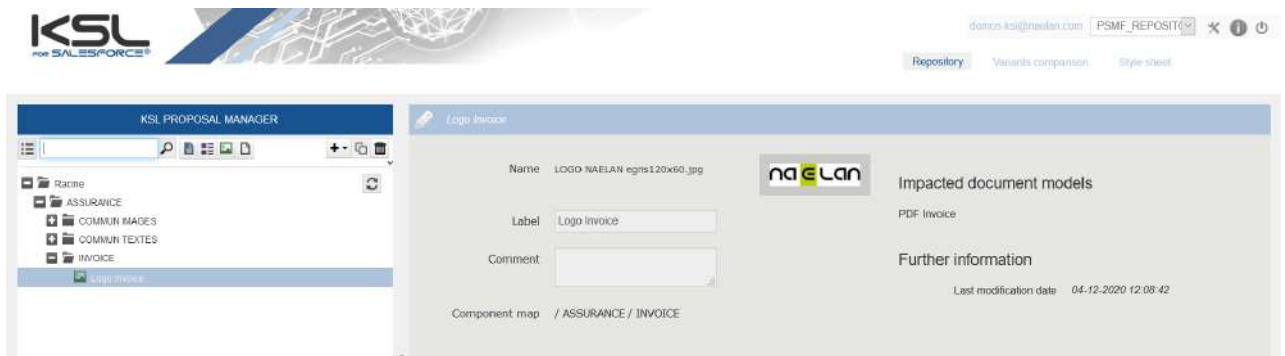 KSL
FOR SALESFORCE®
PSMF_REPOSIT
Repository Variants comparison Style sheet
KSL PROPOSAL MANAGER
Logo Invoice
Racine
ASSURANCE
COMMUN IMAGES
COMMUN TEXTES
INVOICE
Logo Invoice
Name LOGO NAELAN egns120x60.jpg
naelan
Label Logo Invoice
Comment
Component map / ASSURANCE / INVOICE
Impacted document models
PDF Invoice
Further information
Last modification date 04-12-2020 12:08:42